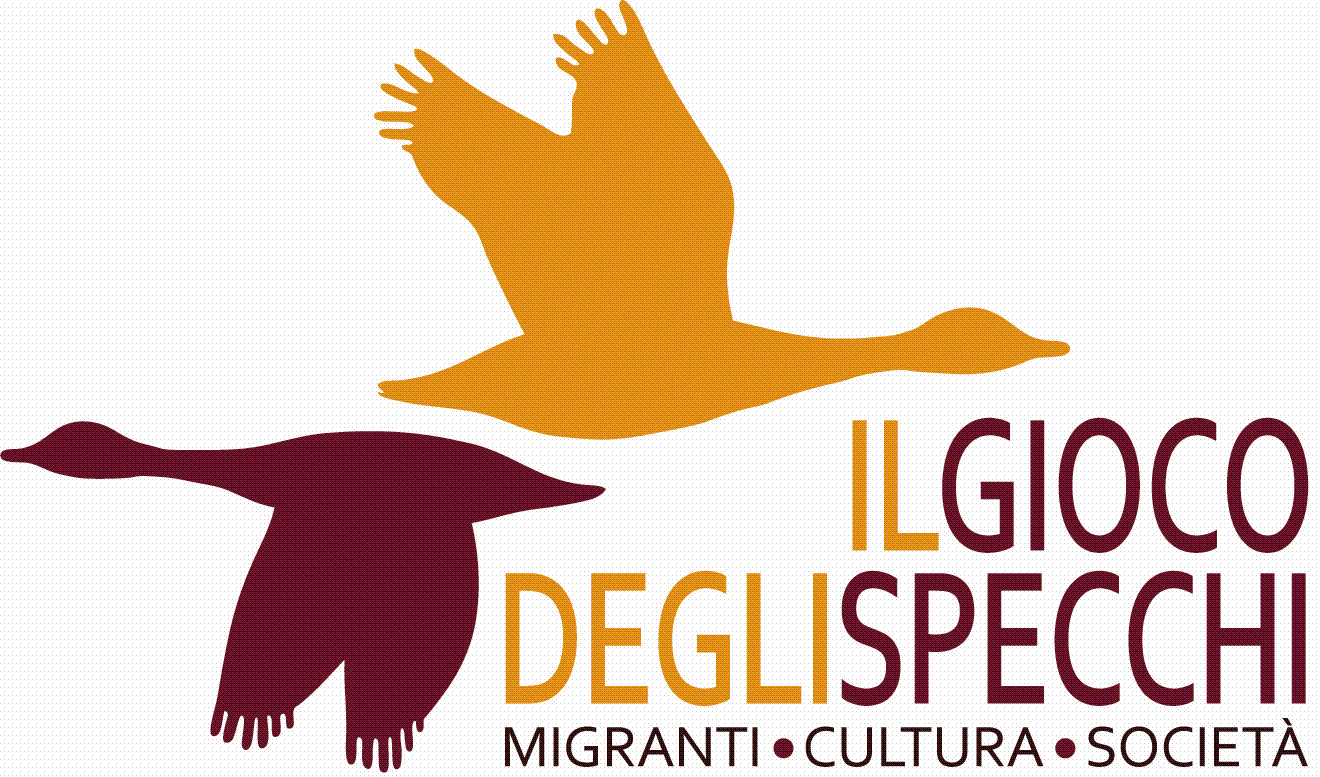 ILGIOCO
DEGLISPECCHI
MIGRANTI • CULTURA • SOCIETÀ